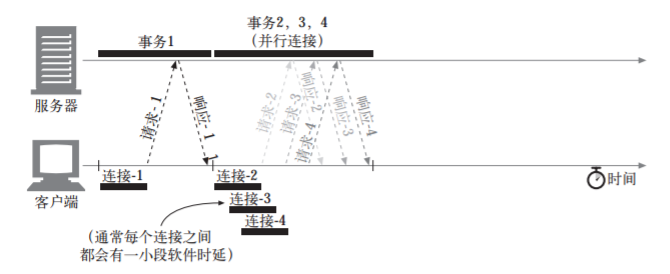 事务1
事务2，3，4
（并行连接）
服务器
请求-1
响应-1
请求-2
请求-3
请求-4
响应-2
响应-3
响应-4
客户端
连接-1
连接-2
连接-3
连接-4
时间
（通常每个连接之间
都会有一小段软件时延）